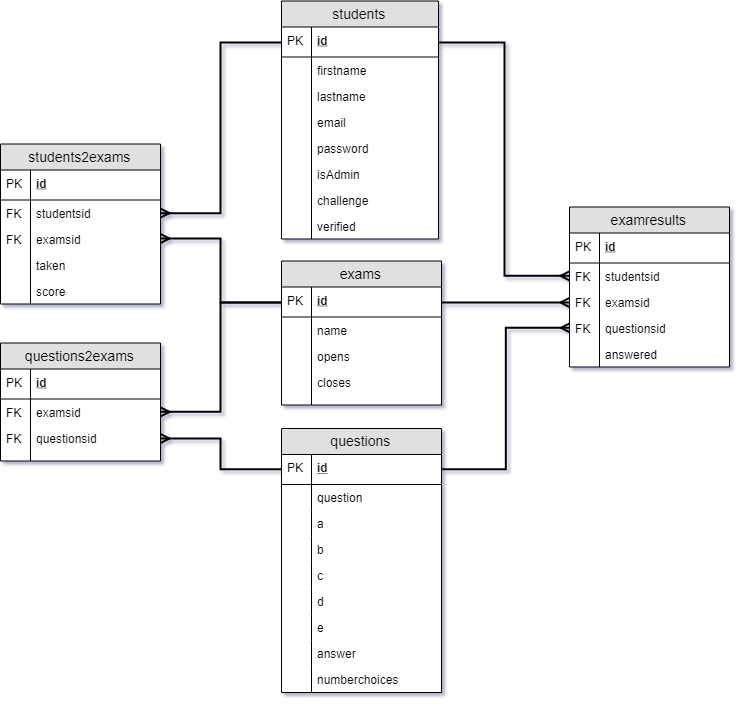 students
PK id
firstname
lastname
email
password
isAdmin
challenge
verified
students2exams
PK id
FK studentsid
FK examsid
taken
score
examresults
PK id
FK studentsid
FK examsid
FK questionsid
answered
exams
PK id
name
opens
closes
questions2exams
PK id
FK examsid
FK questionsid
questions
PK id
question
a
b
c
d
e
answer
numberchoices